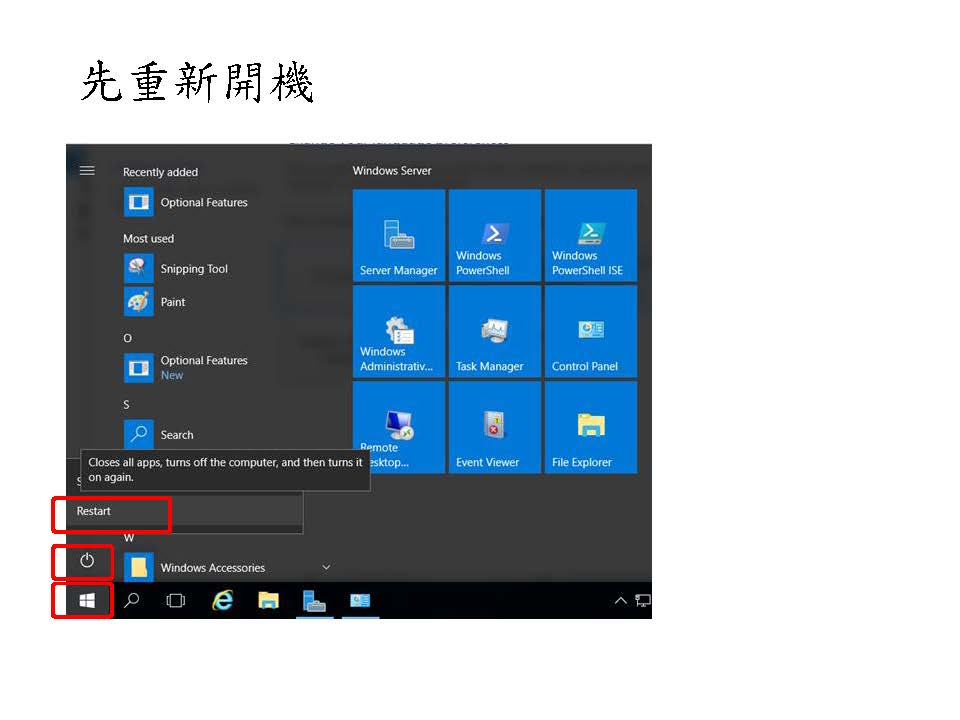 先重新開機
Recently added
Optional Features
Most used
Snipping Tool
Paint
O
Optional Features
New
S
Search
Closes all apps, turns off the computer, and then turns it
on again.
Restart
W
Windows Accessories
Windows Server
Server Manager
Windows
PowerShell
Windows
PowerShell ISE
Windows
Administrativ...
Task Manager
Control Panel
Remote
esktop...
Event Viewer
File Explorer